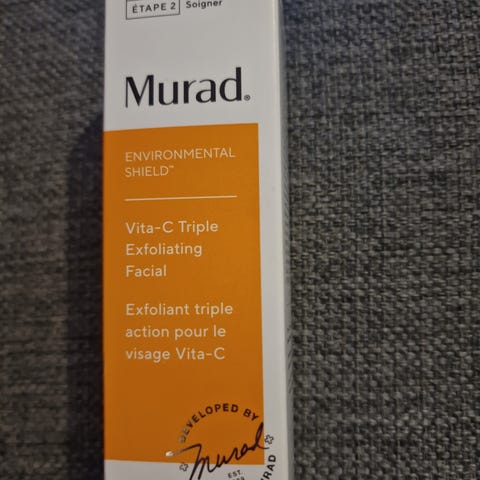 ÉTAPE 2 Soigner
Murad®
ENVIRONMENTAL
SHIELD™
Vita-C Triple
Exfoliating
Facial
Exfoliant triple
action pour le
visage Vita-C
DEVELOPED BY
Murad
EST.